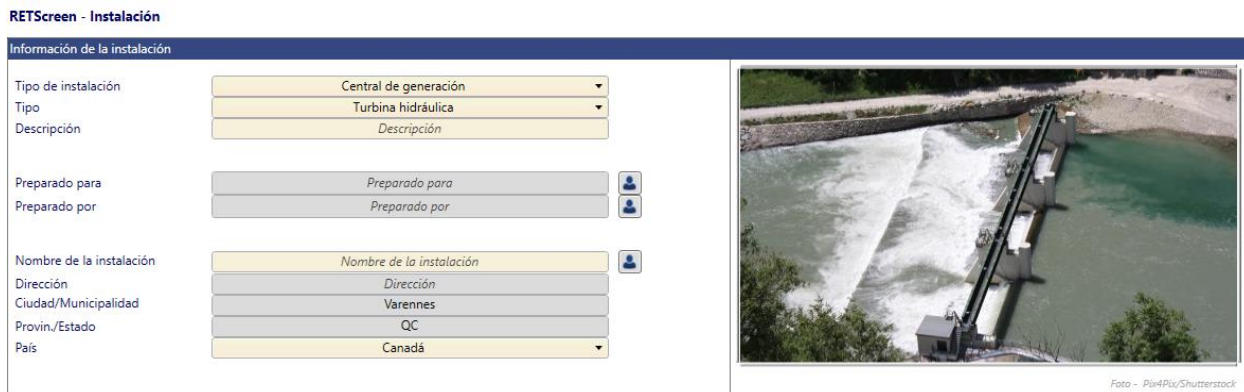 RETScreen - Instalación
Información de la instalación
Tipo de instalación Central de generación
Tipo Turbina hidráulica
Descripción Descripción
Preparado para Preparado para
Preparado por Preparado por
Nombre de la instalación Nombre de la instalación
Dirección Dirección
Ciudad/Municipalidad Varennes
Provin./Estado QC
País Canadá
Foto - Pix4Pix/Shutterstock